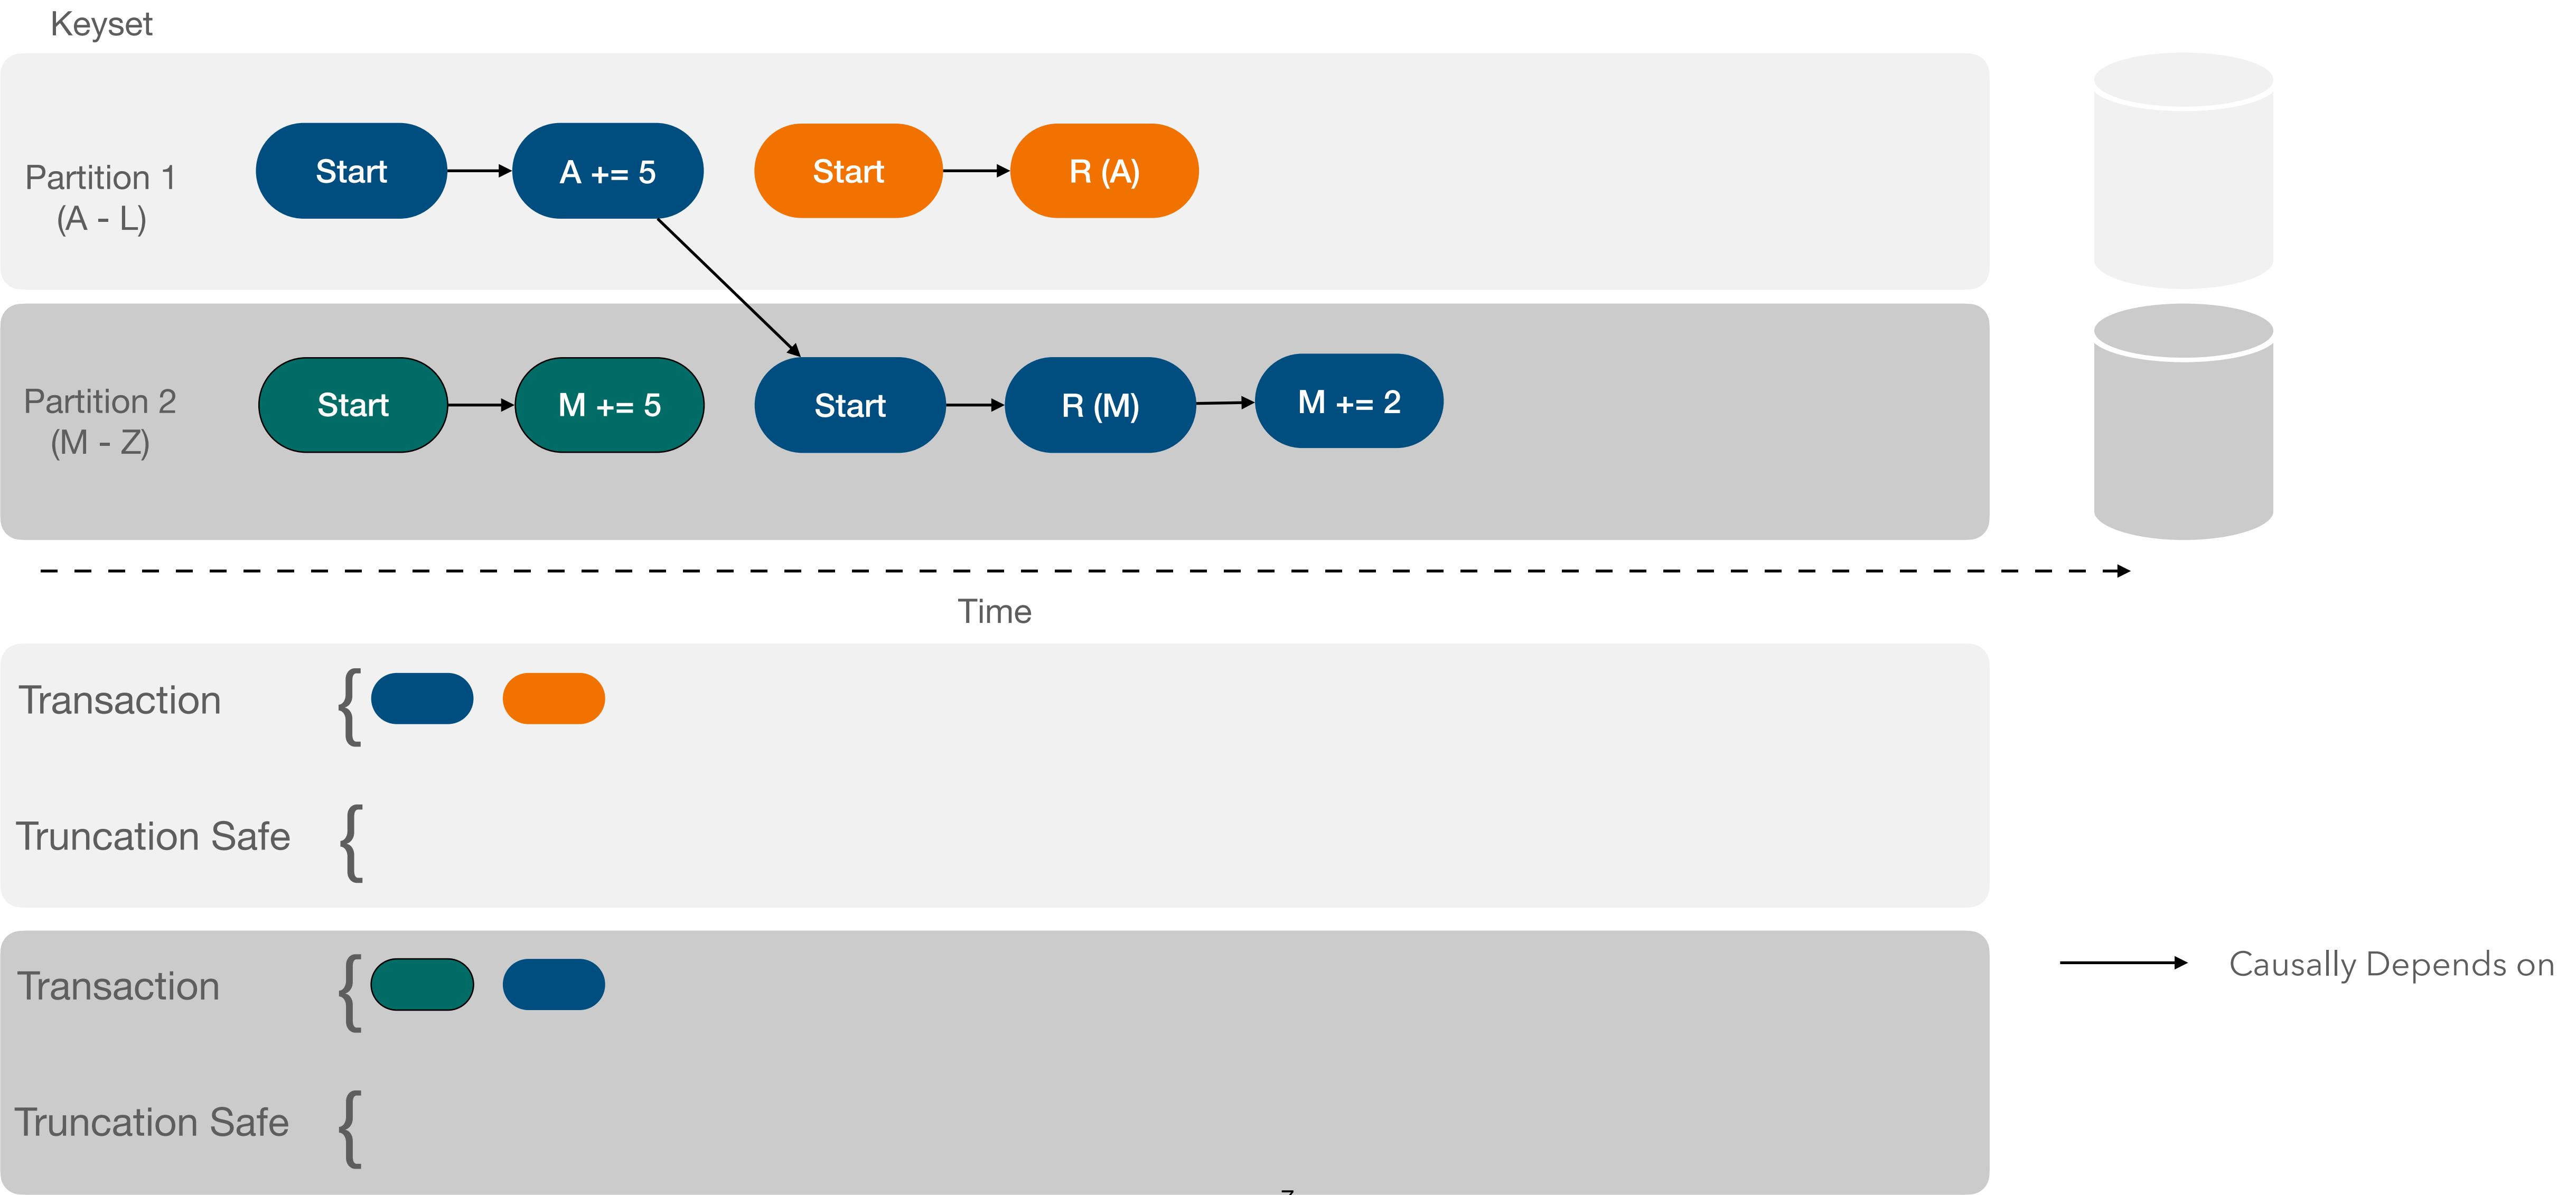 Keyset
Partition 1
(A - L)
Start
A += 5
Start
R (A)
Partition 2
(M - Z)
Start
M += 5
Start
R (M)
M += 2
Time
Transaction {
Truncation Safe {
Transaction {
Causally Depends on
Truncation Safe {